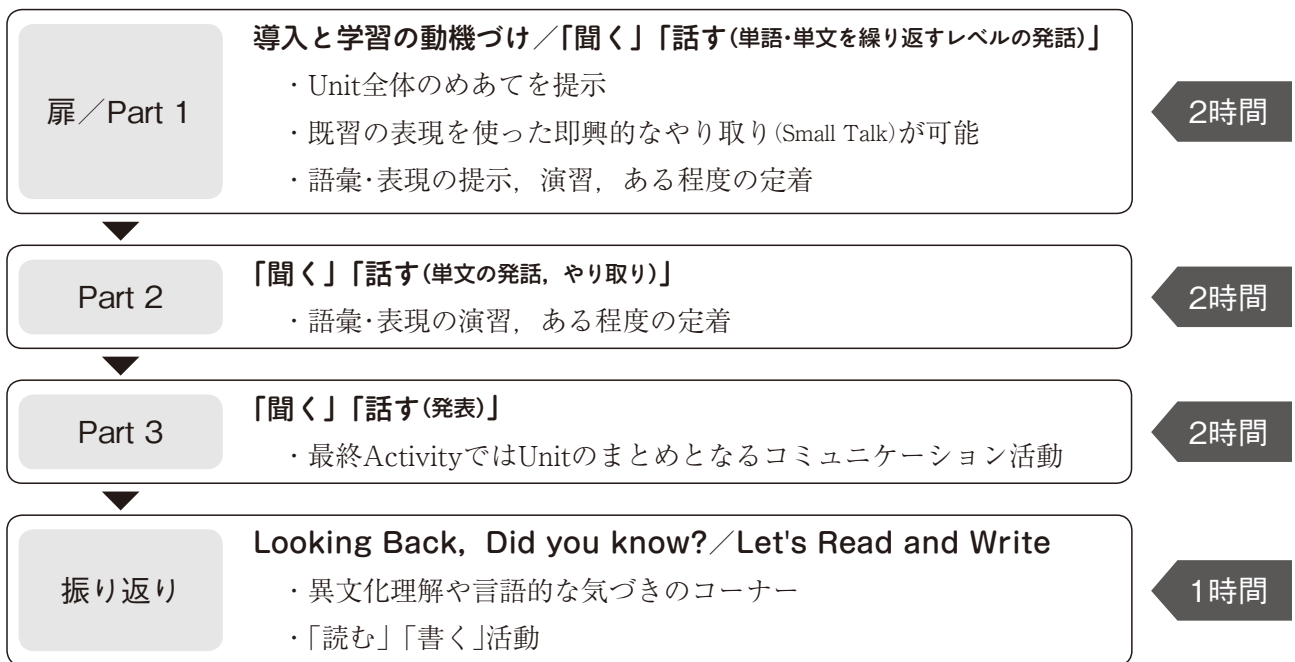 扉／Part 1
導入と学習の動機づけ／「聞く」「話す(単語・単文を繰り返すレベルの発話)」
・Unit全体のめあてを提示
・既習の表現を使った即興的なやり取り(Small Talk)が可能
・語彙・表現の提示，演習，ある程度の定着
2時間
Part 2
「聞く」「話す(単文の発話，やり取り)」
・語彙・表現の演習，ある程度の定着
2時間
Part 3
「聞く」「話す(発表)」
・最終ActivityではUnitのまとめとなるコミュニケーション活動
2時間
振り返り
Looking Back，Did you know?／Let's Read and Write
・異文化理解や言語的な気づきのコーナー
・「読む」「書く」活動
1時間